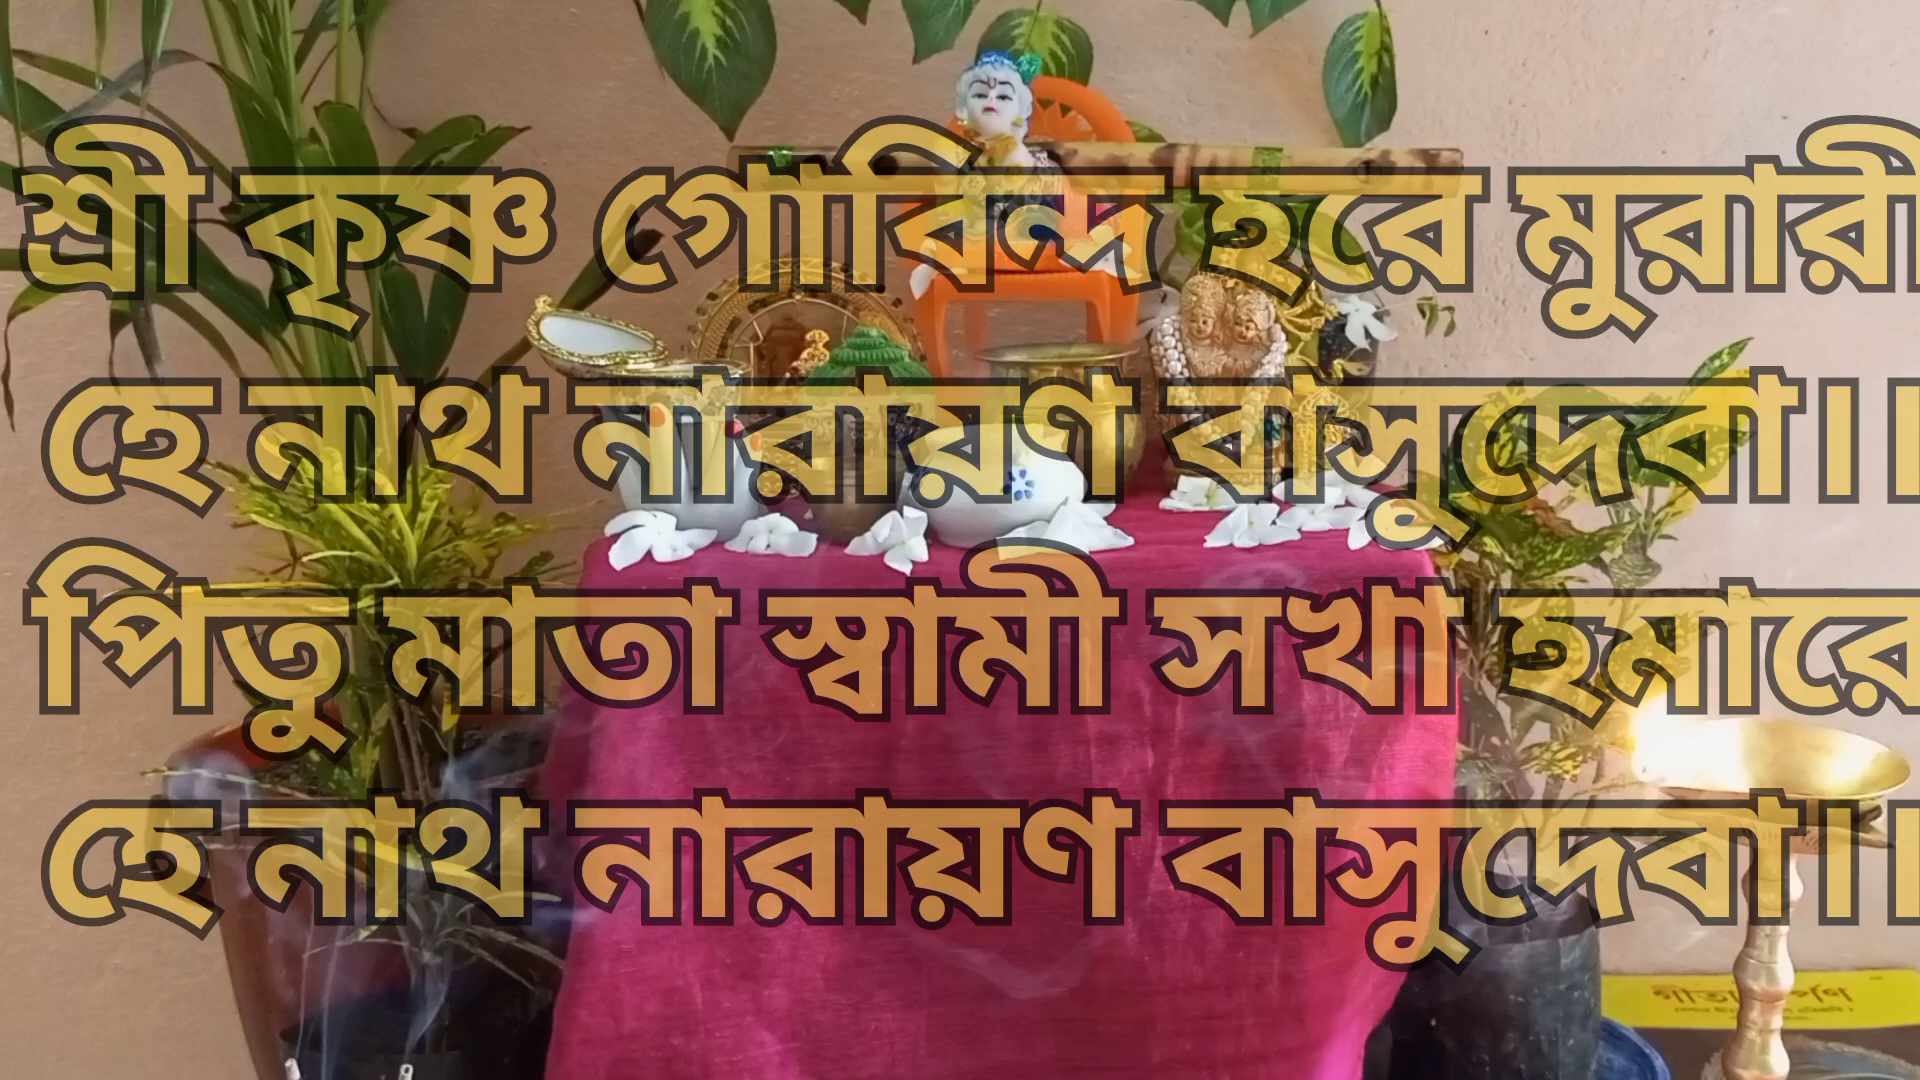 শ্রী কৃষ্ণ গোবিন্দ হরে মুরারী
হে নাথ নারায়ণ বাসুদেবা।।
পিতু মাতা স্বামী সখা হমারে
হে নাথ নারায়ণ বাসুদেবা।।